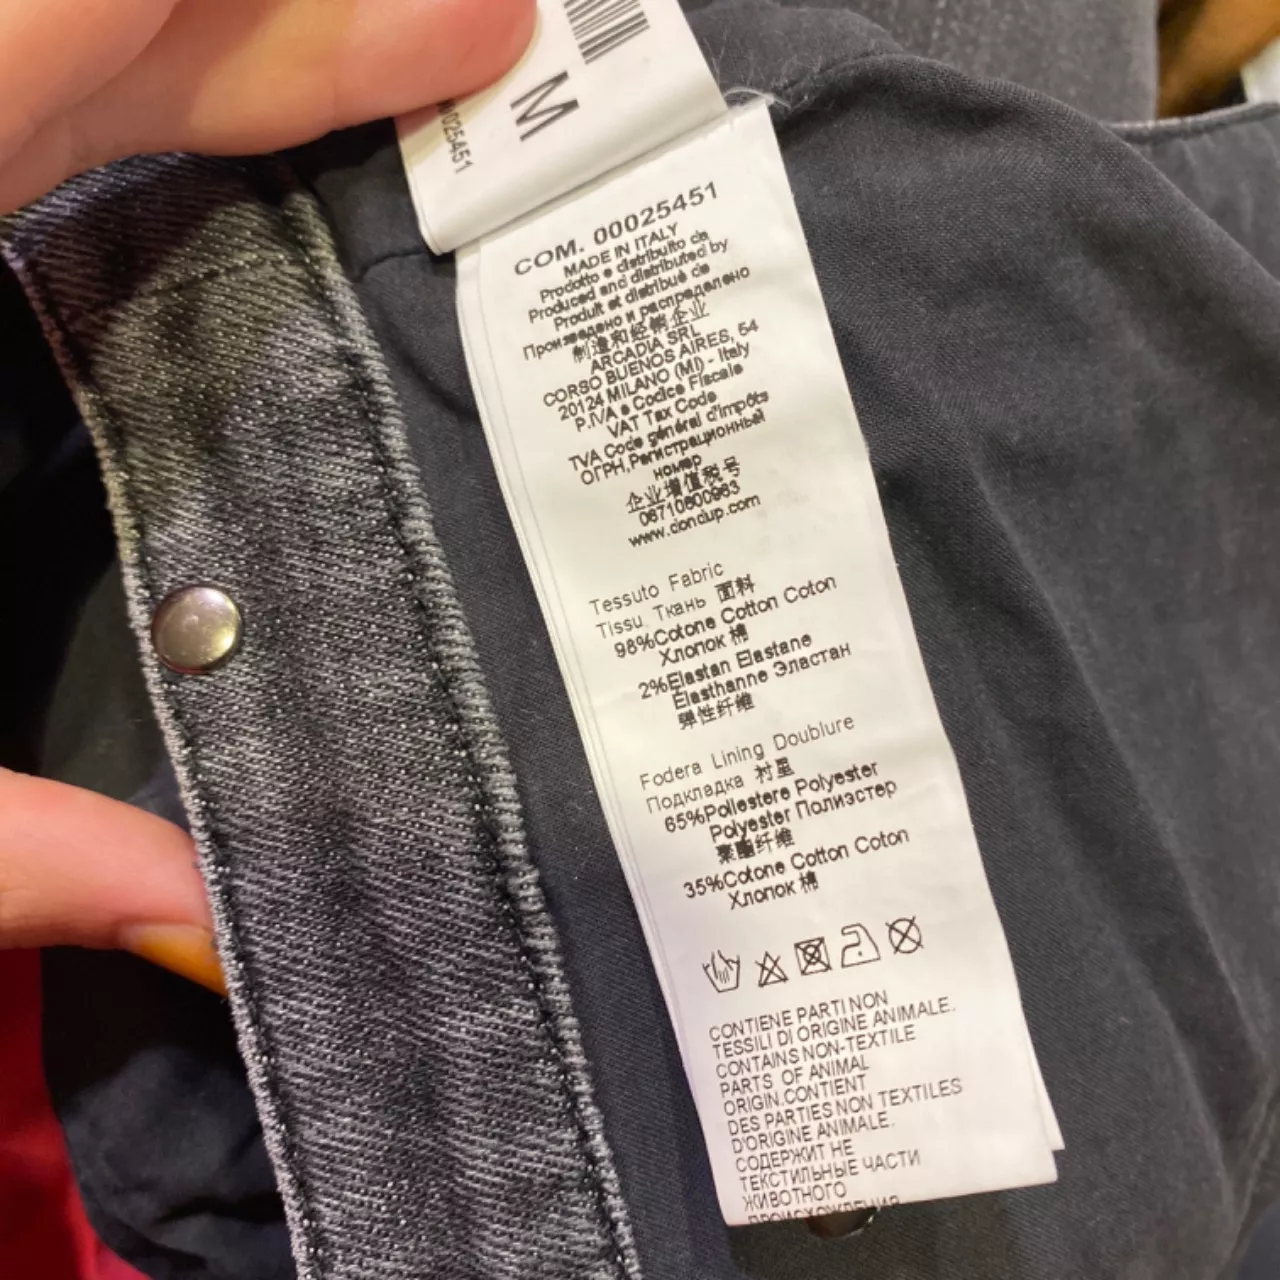 M
00025451
COM. 00025451
MADE IN ITALY
Prodotto e distribuito da
Produced and distributed by
Produit et distribuè de
Произведено и распределено
制造和经销企业
ARCADIA SRL
CORSO BUENOS AIRES, 54
20124 MILANO (MI) - Italy
P.IVA e Codice Fiscale
VAT Tax Code
TVA Code général d'impôts
ОГРН,Регистрационный
номер
企业增值税号
06710600963
www.dondup.com
Tessuto Fabric
Tissu Ткань 面料
98%Cotone Cotton Coton
Хлопок 棉
2%Elastan Elastane
Elasthanne Эластан
弹性纤维
Fodera Lining Doublure
Подкладка 衬里
65%Poliestere Polyester
Polyester Полиэстер
聚酯纤维
35%Cotone Cotton Coton
Хлопок 棉
CONTIENE PARTI NON
TESSILI DI ORIGINE ANIMALE.
CONTAINS NON-TEXTILE
PARTS OF ANIMAL
ORIGIN.CONTIENT
DES PARTIES NON TEXTILES
D'ORIGINE ANIMALE.
СОДЕРЖИТ НЕ
ТЕКСТИЛЬНЫЕ ЧАСТИ
ЖИВОТНОГО
ПРОИСХОЖДЕНИЯ